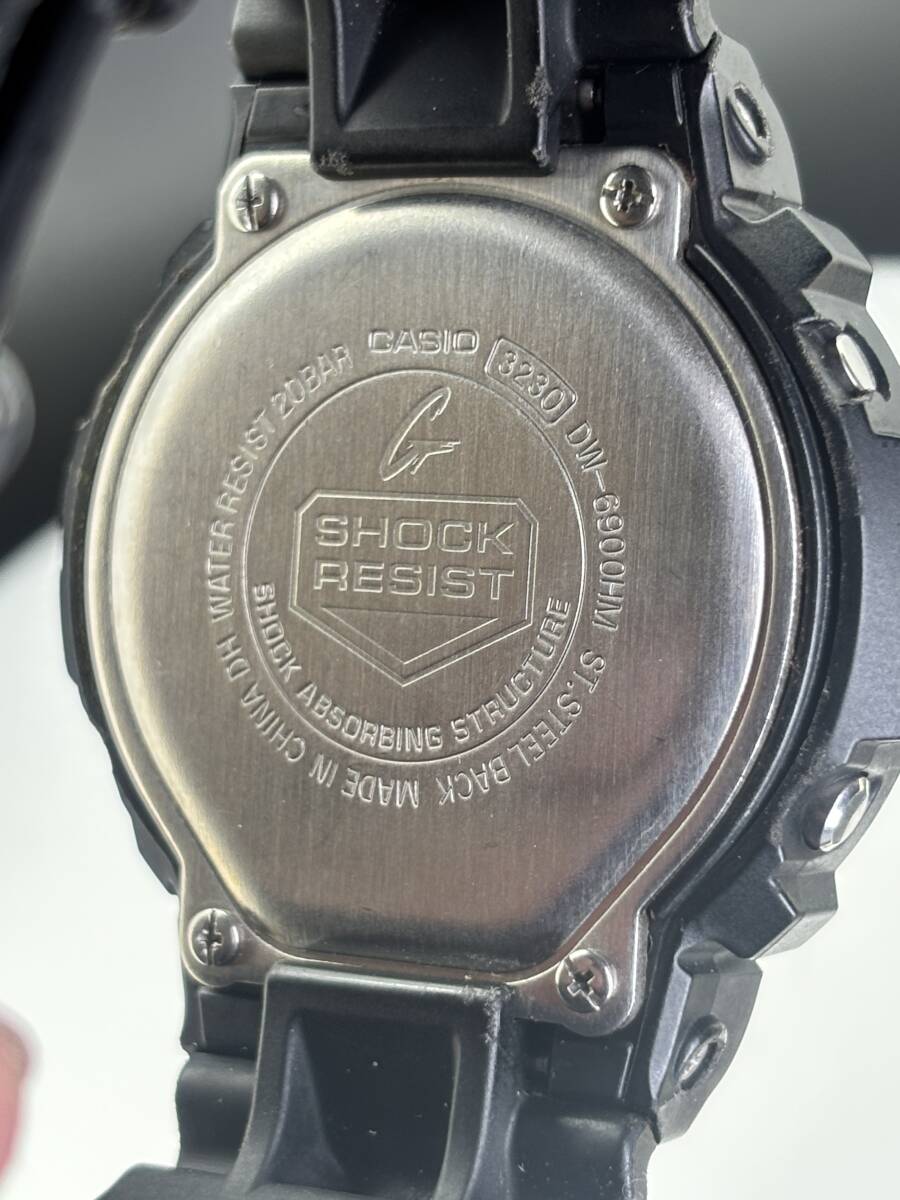 CASIO 3230 DW-6900HM ST.STEEL BACK MADE IN CHINA DH WATER RESIST 20BAR
G
SHOCK
RESIST
SHOCK ABSORBING STRUCTURE